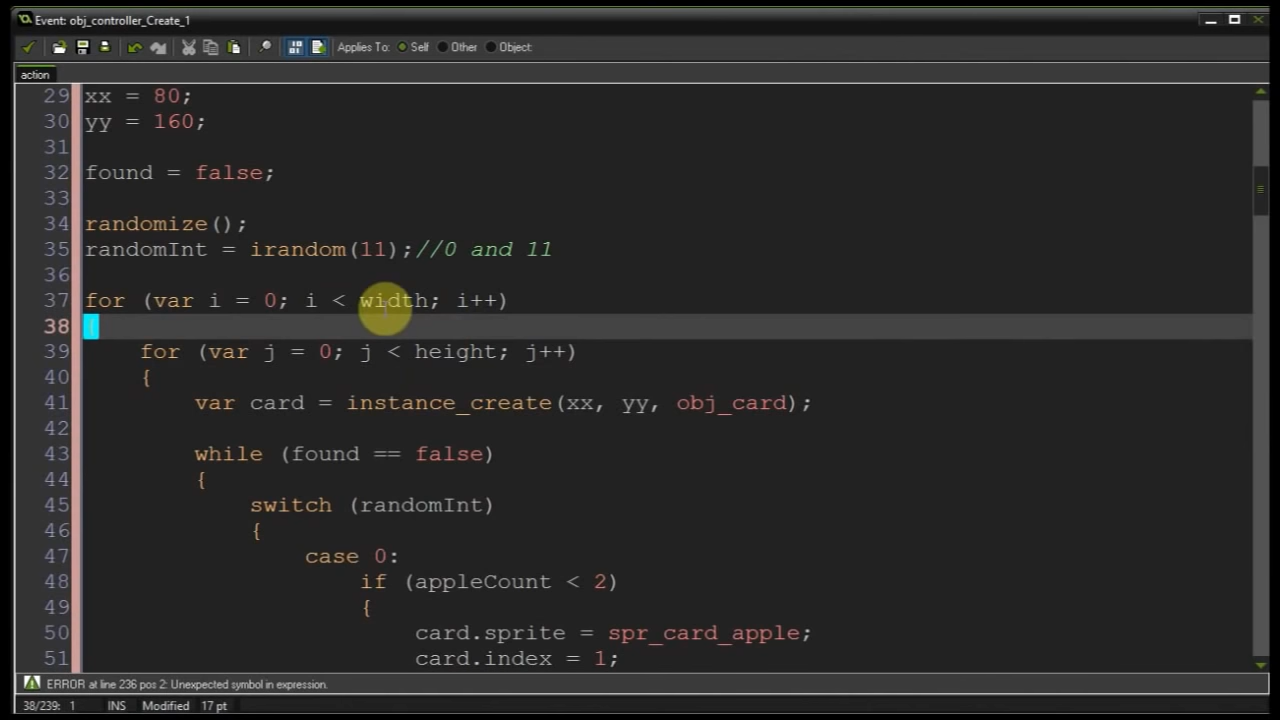 Event: obj_controller_Create_1
Applies To: Self Other Object:
action
29 xx = 80;
30 yy = 160;
31
32 found = false;
33
34 randomize();
35 randomInt = irandom(11);//0 and 11
36
37 for (var i = 0; i < width; i++)
38 {
39 for (var j = 0; j < height; j++)
40 {
41 var card = instance_create(xx, yy, obj_card);
42
43 while (found == false)
44 {
45 switch (randomInt)
46 {
47 case 0:
48 if (appleCount < 2)
49 {
50 card.sprite = spr_card_apple;
51 card.index = 1;
ERROR at line 236 pos 2: Unexpected symbol in expression.
38/239: 1 INS Modified 17 pt